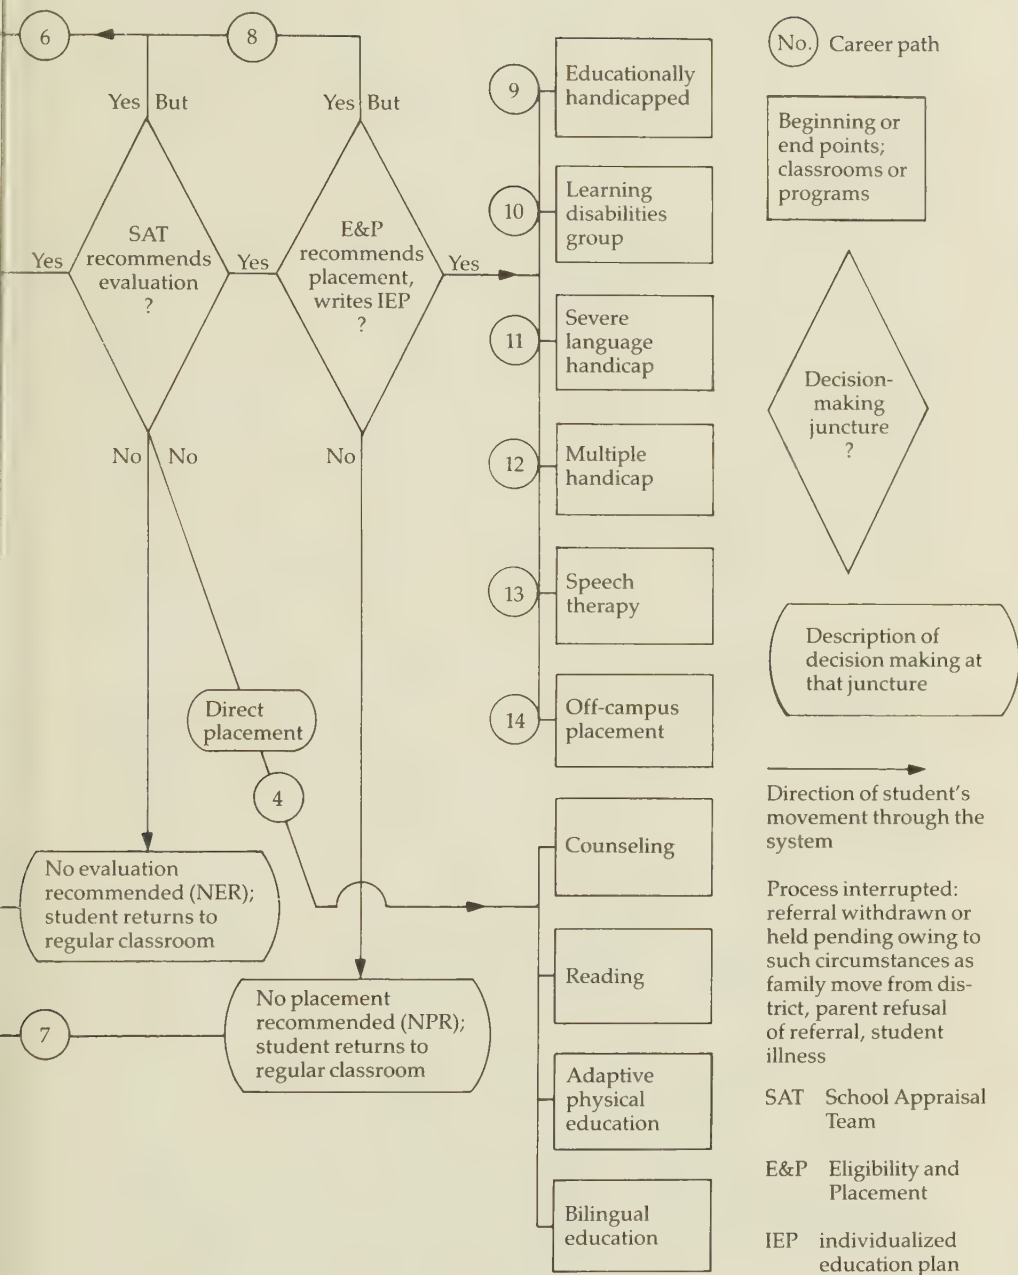 6
8
Yes
But
Yes
But
Yes
SAT
recommends
evaluation
?
Yes
E&P
recommends
placement,
writes IEP
?
Yes
No
No
No
Direct
placement
4
No evaluation
recommended (NER);
student returns to
regular classroom
7
No placement
recommended (NPR);
student returns to
regular classroom
9
Educationally
handicapped
10
Learning
disabilities
group
11
Severe
language
handicap
12
Multiple
handicap
13
Speech
therapy
14
Off-campus
placement
Counseling
Reading
Adaptive
physical
education
Bilingual
education
No. Career path
Beginning or
end points;
classrooms or
programs
Decision-
making
juncture
?
Description of
decision making at
that juncture
Direction of student's
movement through the
system
Process interrupted:
referral withdrawn or
held pending owing to
such circumstances as
family move from dis-
trict, parent refusal
of referral, student
illness
SAT School Appraisal
Team
E&P Eligibility and
Placement
IEP individualized
education plan